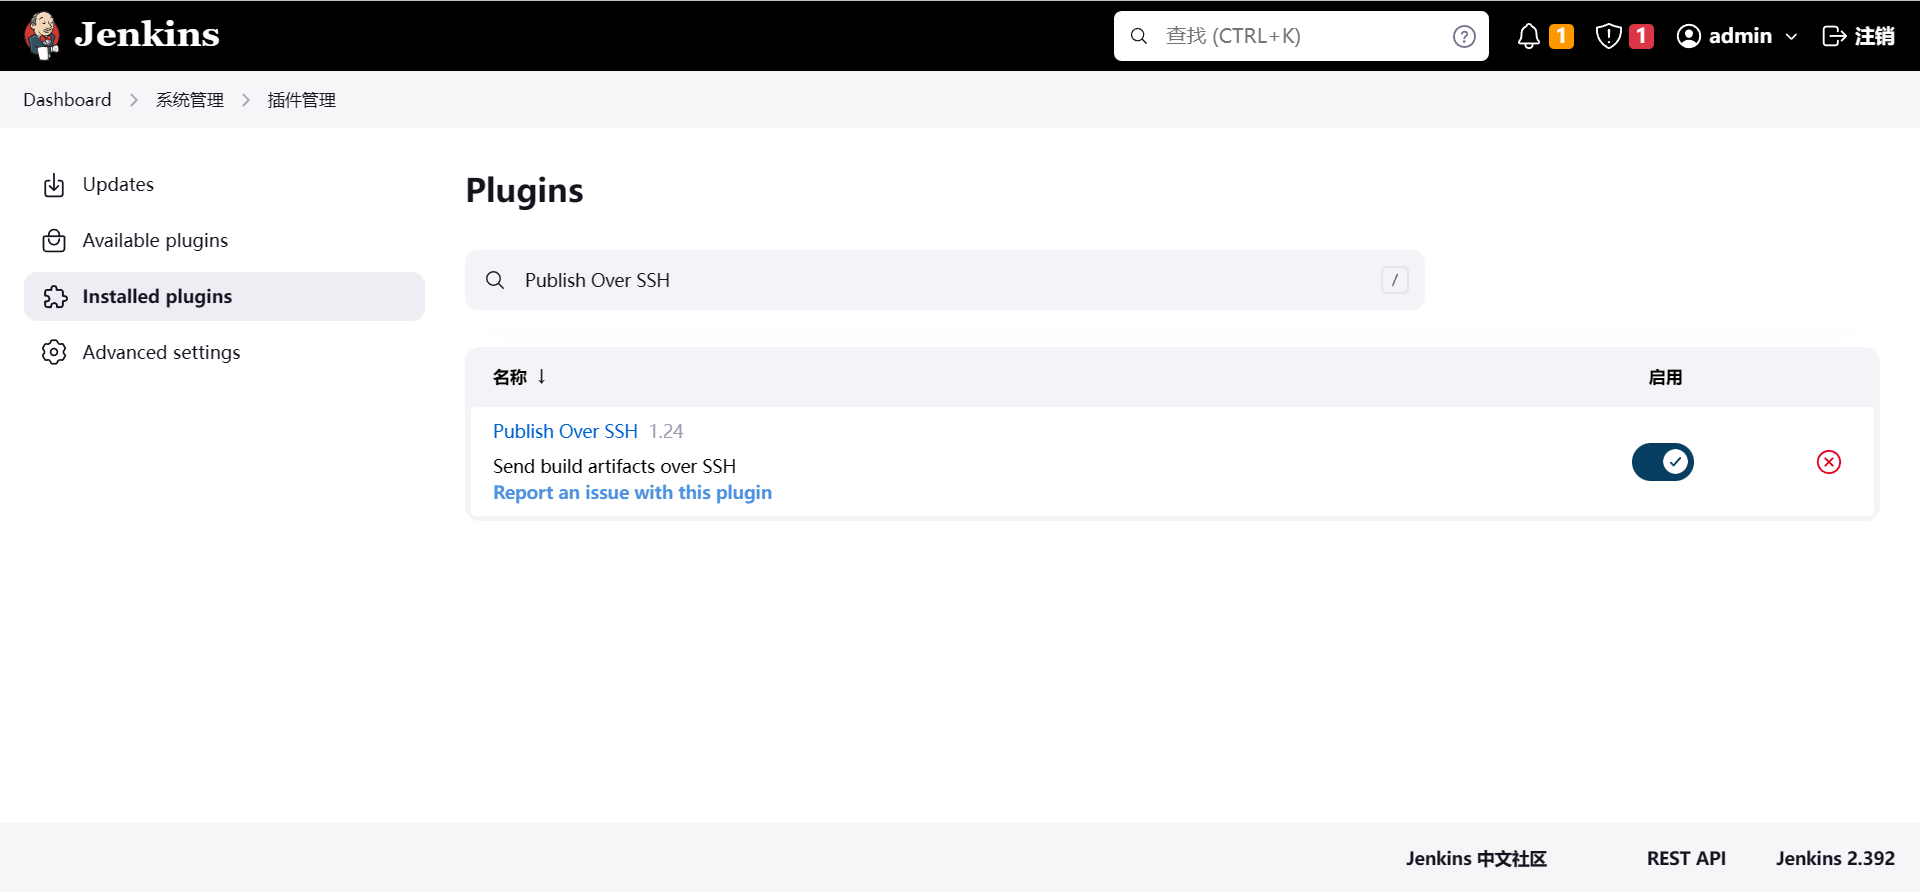 Jenkins
查找 (CTRL+K)
1
1
admin
注销
Dashboard
系统管理
插件管理
Updates
Available plugins
Installed plugins
Advanced settings
Plugins
Publish Over SSH
/
名称 ↓
启用
Publish Over SSH 1.24
Send build artifacts over SSH
Report an issue with this plugin
Jenkins 中文社区
REST API
Jenkins 2.392